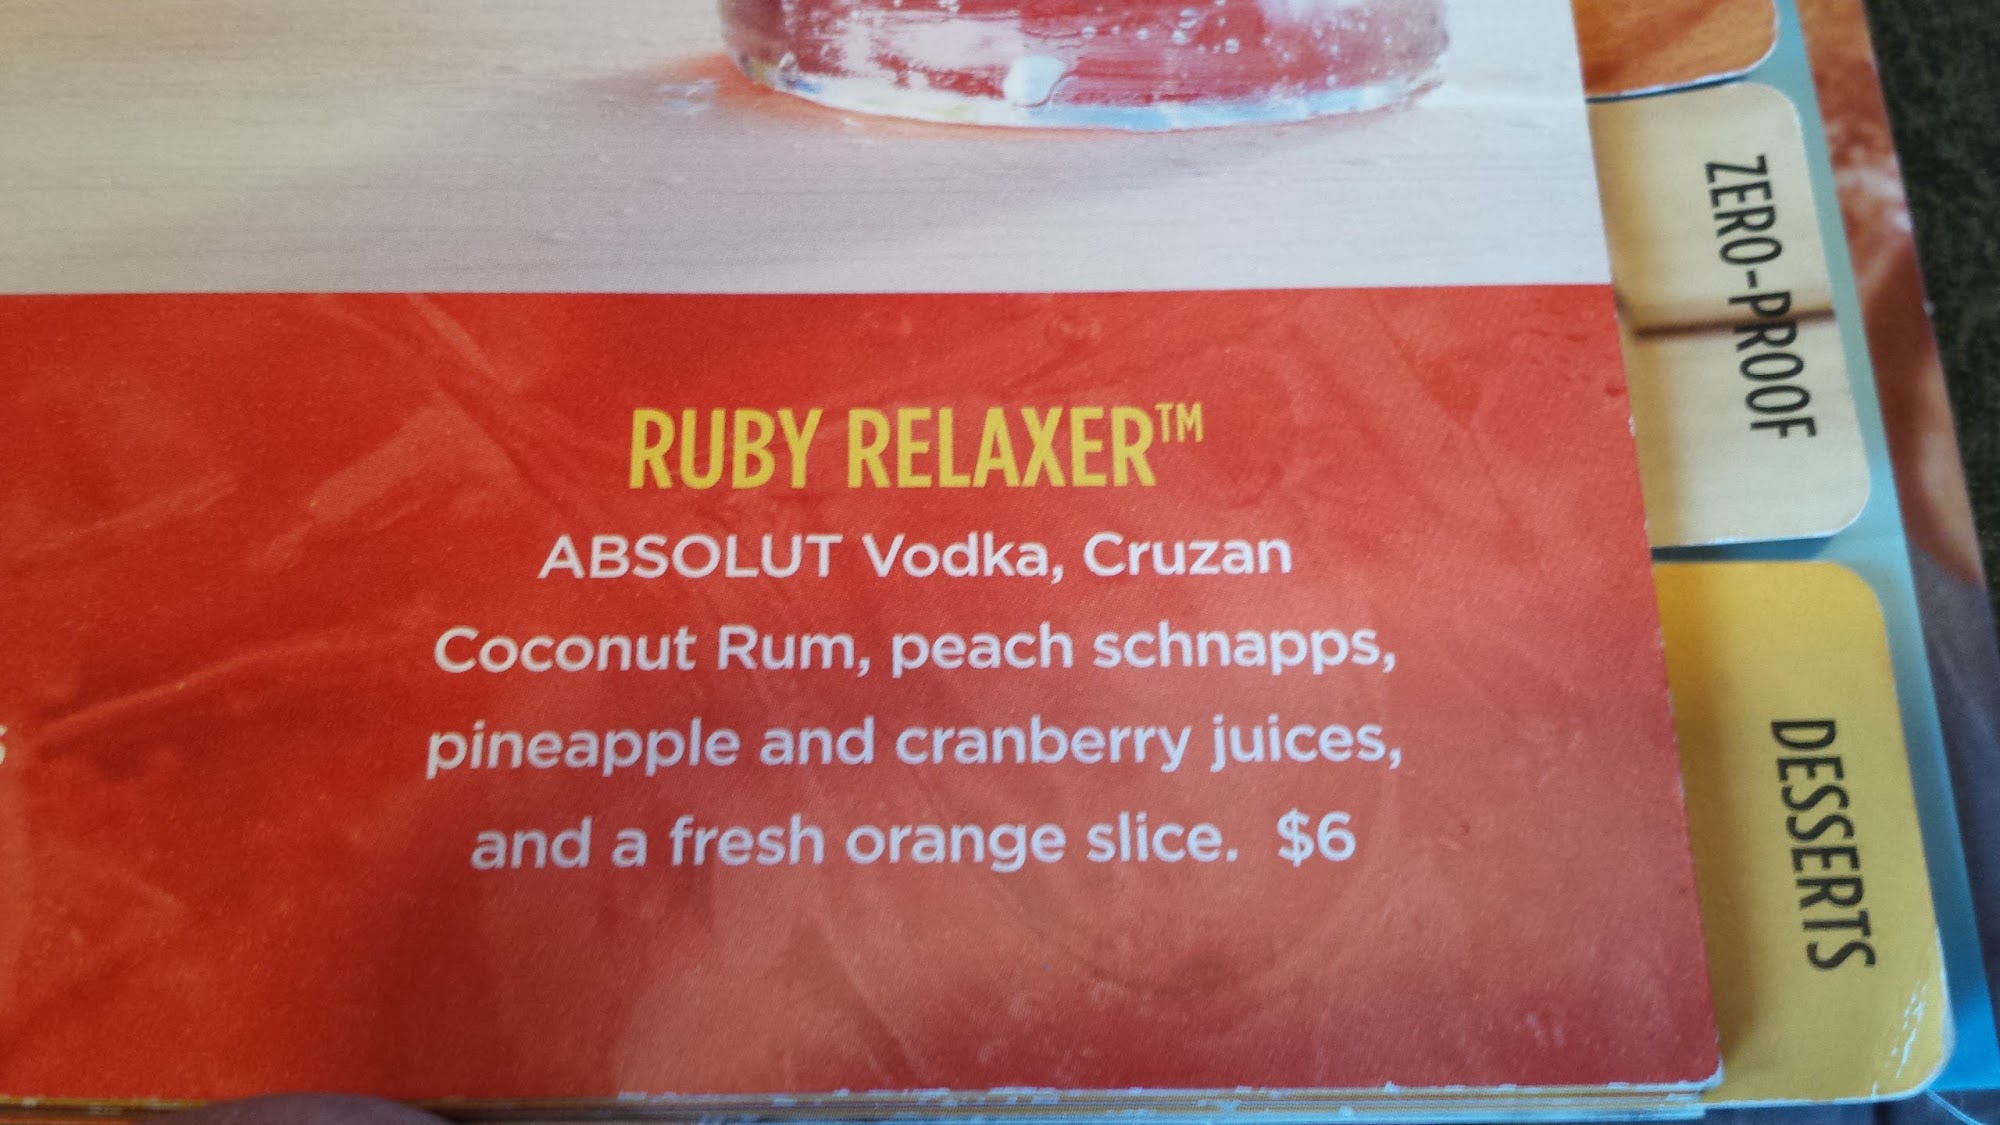 RUBY RELAXER™
ABSOLUT Vodka, Cruzan
Coconut Rum, peach schnapps,
pineapple and cranberry juices,
and a fresh orange slice. $6
ZERO-PROOF
DESSERTS